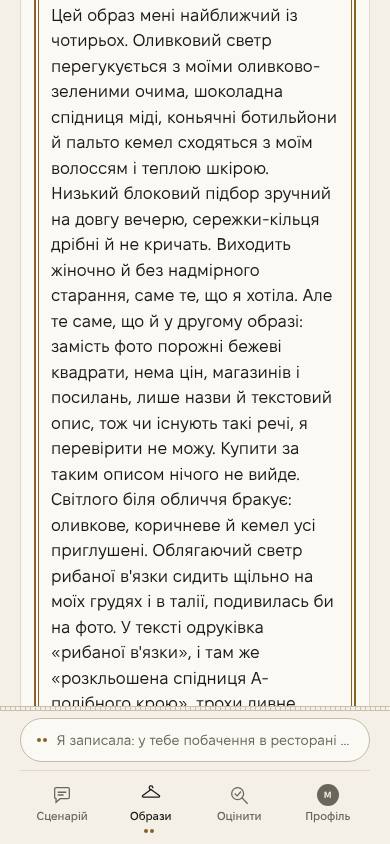 Цей образ мені найближчий із
чотирьох. Оливковий светр
перегукується з моїми оливково-
зеленими очима, шоколадна
спідниця міді, коньячні ботильйони
й пальто кемел сходяться з моїм
волоссям і теплою шкірою.
Низький блоковий підбор зручний
на довгу вечерю, сережки-кільця
дрібні й не кричать. Виходить
жіночно й без надмірного
старання, саме те, що я хотіла. Але
те саме, що й у другому образі:
замість фото порожні бежеві
квадрати, нема цін, магазинів і
посилань, лише назви й текстовий
опис, тож чи існують такі речі, я
перевірити не можу. Купити за
таким описом нічого не вийде.
Світлого біля обличчя бракує:
оливкове, коричневе й кемел усі
приглушені. Облягаючий светр
рибаної в'язки сидить щільно на
моїх грудях і в талії, подивилась би
на фото. У тексті одруківка
«рибаної в'язки», і там же
«розкльошена спідниця А-
подібного крою», трохи дивне
Я записала: у тебе побачення в ресторані ...
Сценарій
Образи
Оцінити
М
Профіль